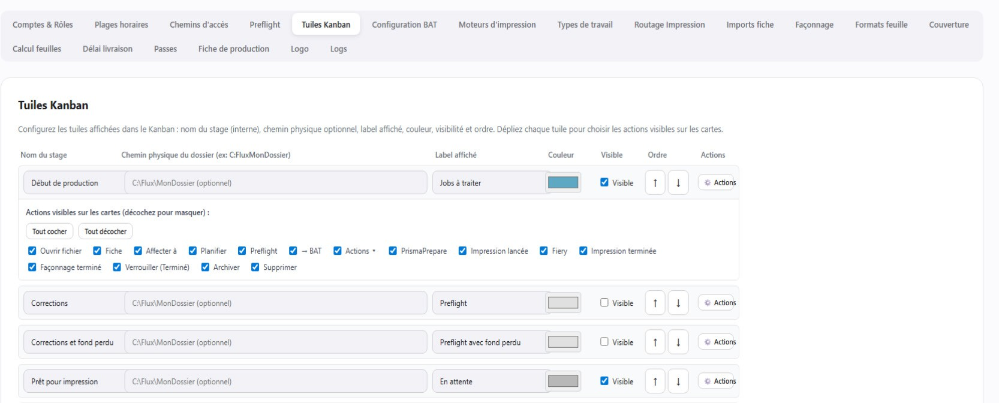 Comptes & Rôles Plages horaires Chemins d'accès Preflight Tuiles Kanban Configuration BAT Moteurs d'impression Types de travail Routage Impression Imports fiche Façonnage Formats feuille Couverture
Calcul feuilles Délai livraison Passes Fiche de production Logo Logs
Tuiles Kanban
Configurez les tuiles affichées dans le Kanban : nom du stage (interne), chemin physique optionnel, label affiché, couleur, visibilité et ordre. Dépliez chaque tuile pour choisir les actions visibles sur les cartes.
Nom du stage Chemin physique du dossier (ex: C:FluxMonDossier) Label affiché Couleur Visible Ordre Actions
Début de production C:\Flux\MonDossier (optionnel) Jobs à traiter Visible ↑ ↓ Actions
Actions visibles sur les cartes (décochez pour masquer) :
Tout cocher Tout décocher
Ouvrir fichier Fiche Affecter à Planifier Preflight → BAT Actions ▾ PrismaPrepare Impression lancée Fiery Impression terminée
Façonnage terminé Verrouiller (Terminé) Archiver Supprimer
Corrections C:\Flux\MonDossier (optionnel) Preflight Visible ↑ ↓ Actions
Corrections et fond perdu C:\Flux\MonDossier (optionnel) Preflight avec fond perdu Visible ↑ ↓ Actions
Prêt pour impression C:\Flux\MonDossier (optionnel) En attente Visible ↑ ↓ Actions